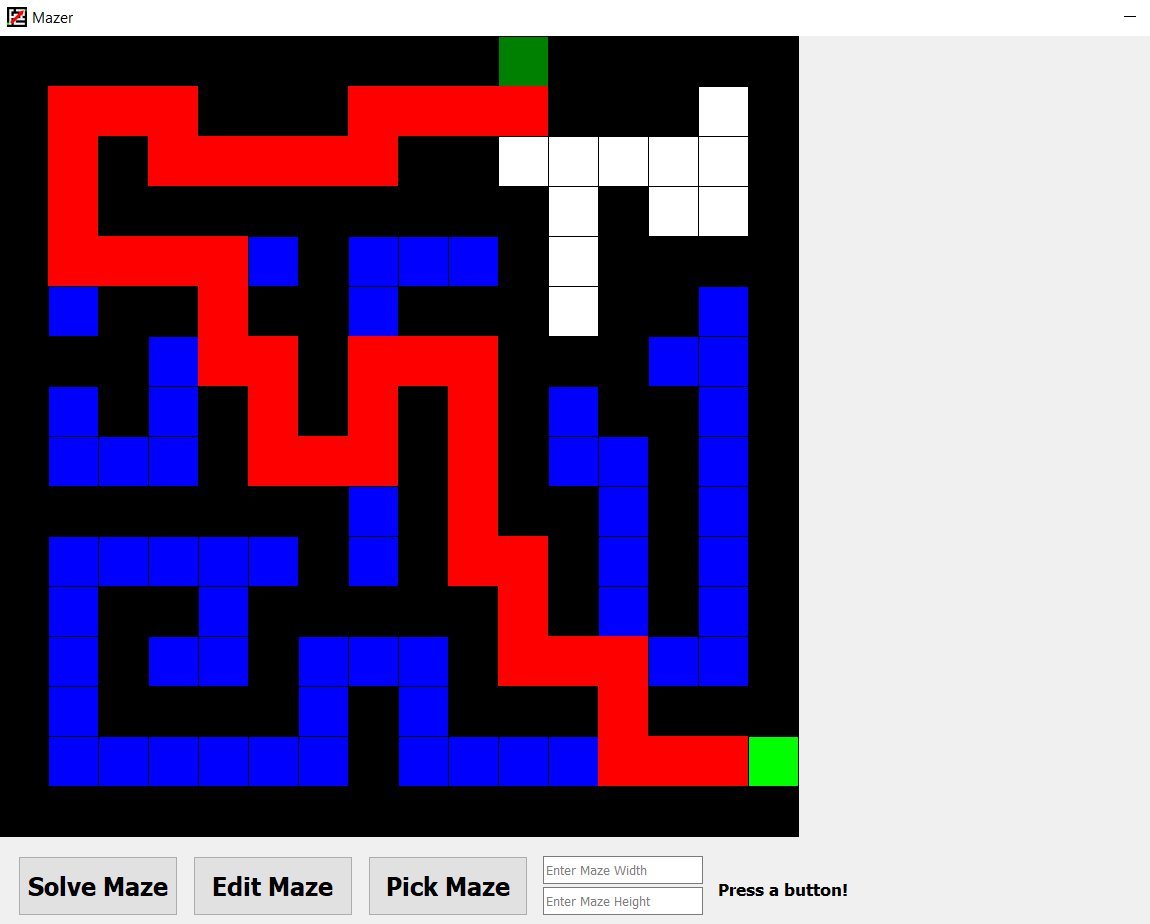 Mazer
Solve Maze
Edit Maze
Pick Maze
Enter Maze Width
Enter Maze Height
Press a button!